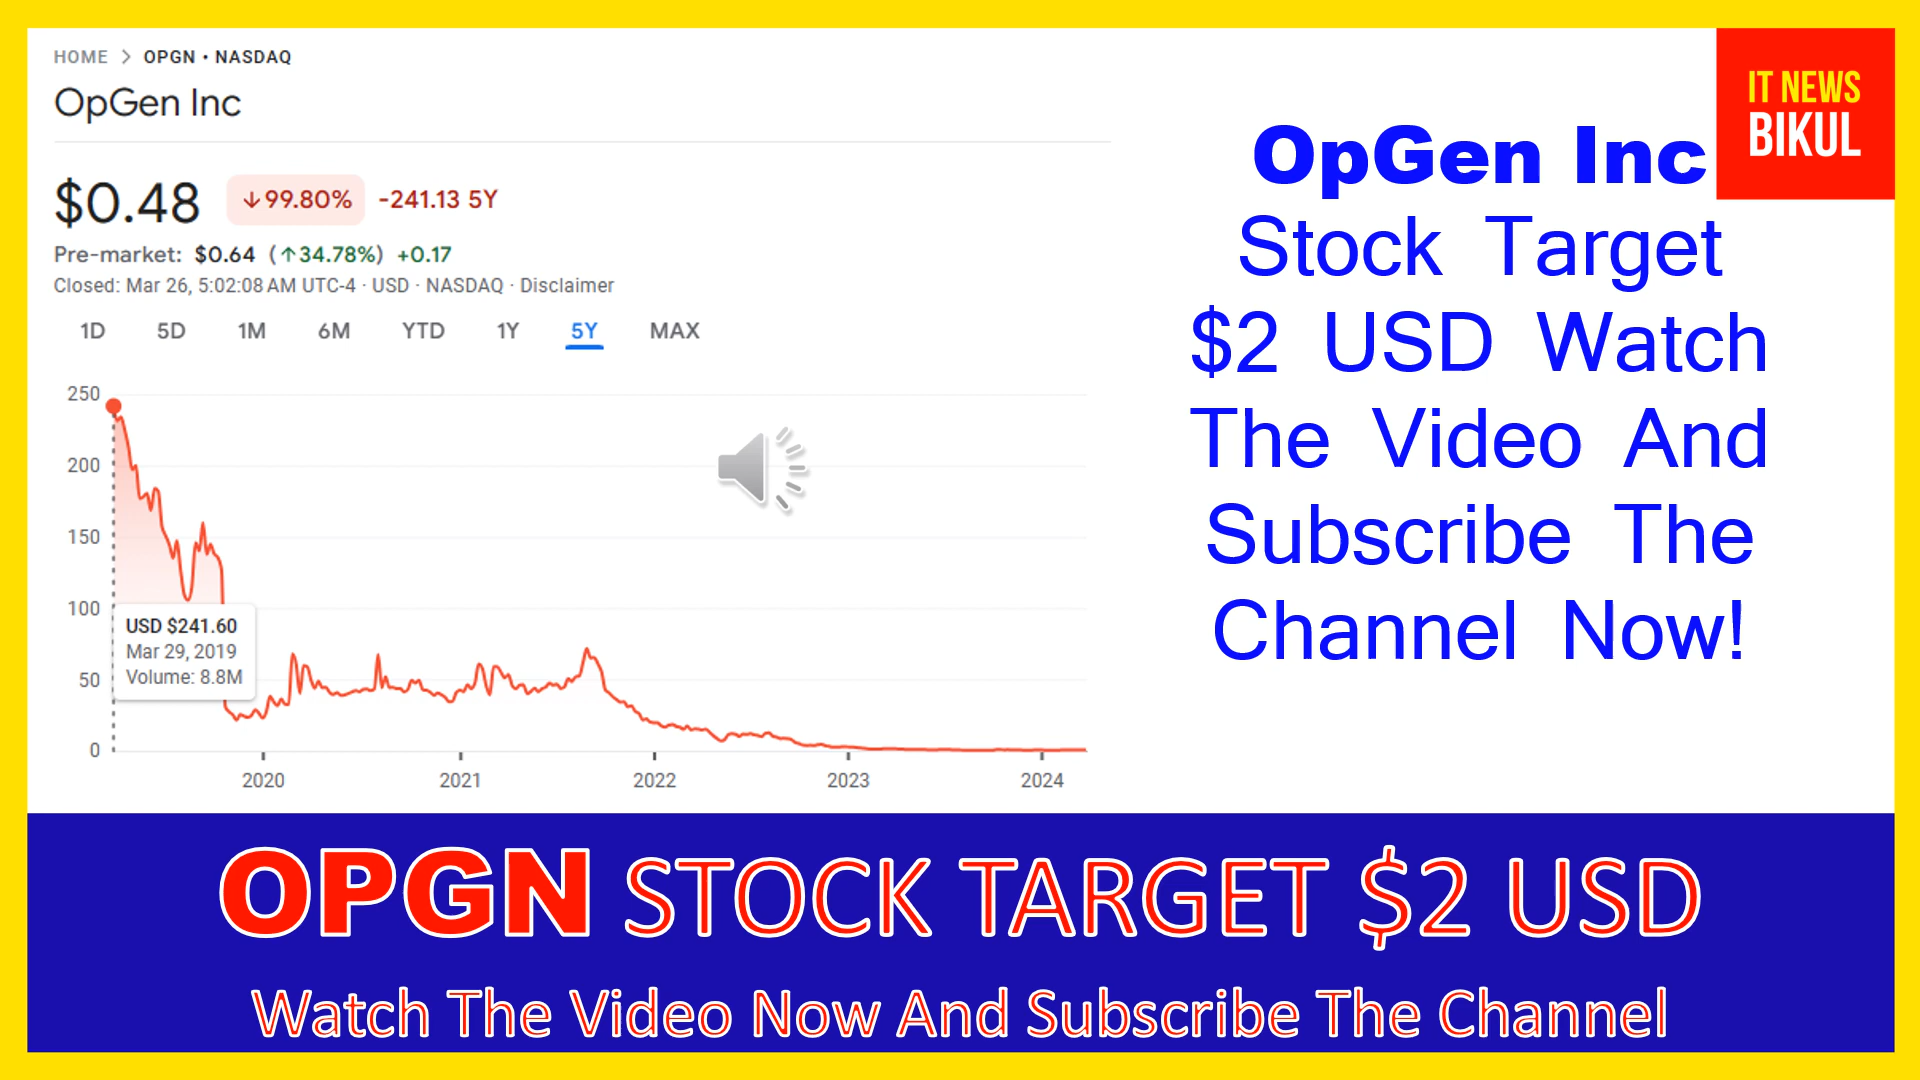 HOME > OPGN • NASDAQ
OpGen Inc
$0.48 ↓99.80% -241.13 5Y
Pre-market: $0.64 (↑34.78%) +0.17
Closed: Mar 26, 5:02:08 AM UTC-4 · USD · NASDAQ · Disclaimer
1D 5D 1M 6M YTD 1Y 5Y MAX
250
200
150
100
50
0
USD $241.60
Mar 29, 2019
Volume: 8.8M
2020 2021 2022 2023 2024
IT NEWS
BIKUL
OpGen Inc
Stock Target
$2 USD Watch
The Video And
Subscribe The
Channel Now!
OPGN STOCK TARGET $2 USD
Watch The Video Now And Subscribe The Channel